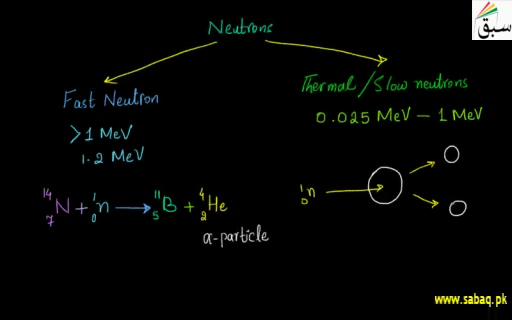 سبق
Neutrons
Fast Neutron
>1 MeV
1.2 MeV
¹⁴₇N + ¹₀n → ¹¹₅B + ⁴₂He
α-particle
Thermal/Slow neutrons
0.025 MeV – 1 MeV
¹₀n
www.sabaq.pk